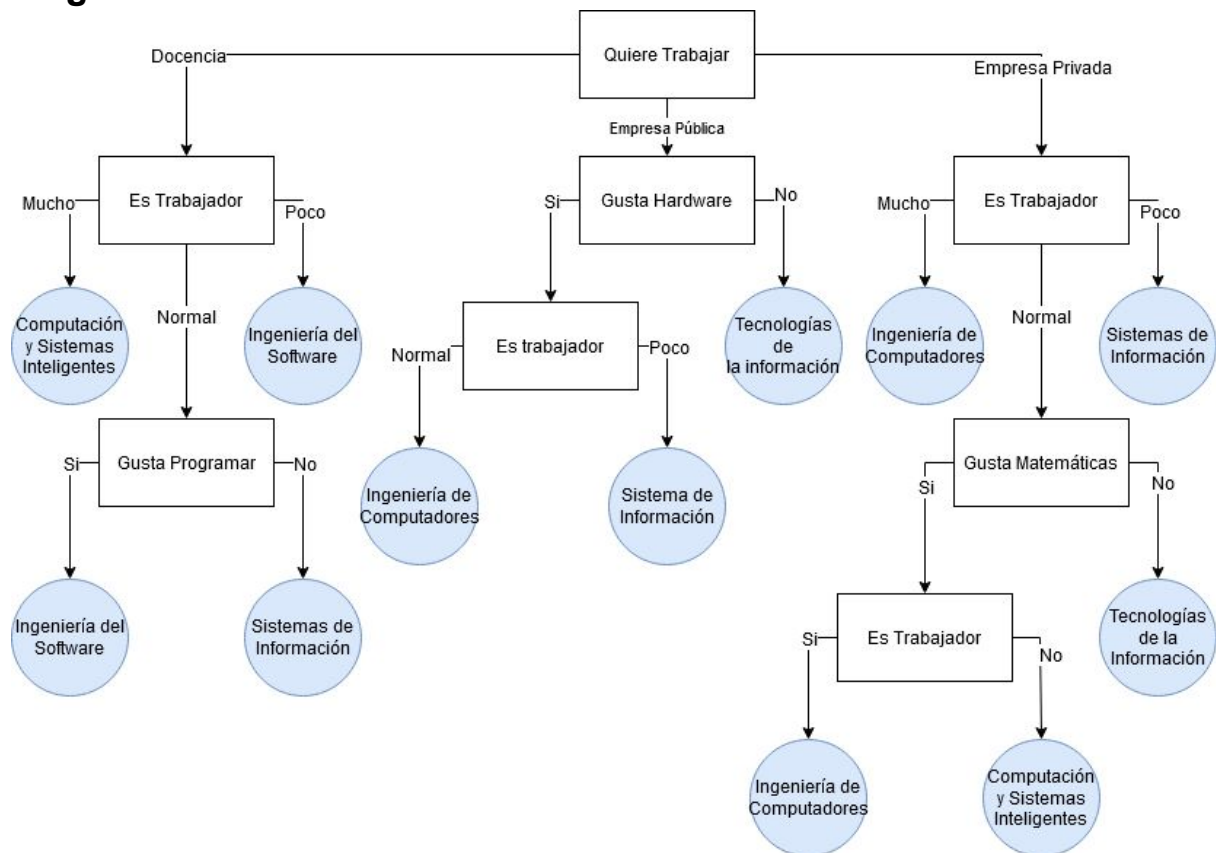 Quiere Trabajar
Docencia
Empresa Privada
Empresa Pública
Es Trabajador
Gusta Hardware
Es Trabajador
Mucho
Poco
Si
No
Mucho
Poco
Normal
Normal
Computación
y Sistemas
Inteligentes
Ingeniería del
Software
Es trabajador
Normal
Poco
Tecnologías
de
la información
Ingeniería de
Computadores
Sistemas de
Información
Gusta Programar
Si
No
Ingeniería de
Computadores
Sistema de
Información
Gusta Matemáticas
Si
No
Ingeniería del
Software
Sistemas de
Información
Es Trabajador
Si
No
Tecnologías
de la
Información
Ingeniería de
Computadores
Computación
y Sistemas
Inteligentes